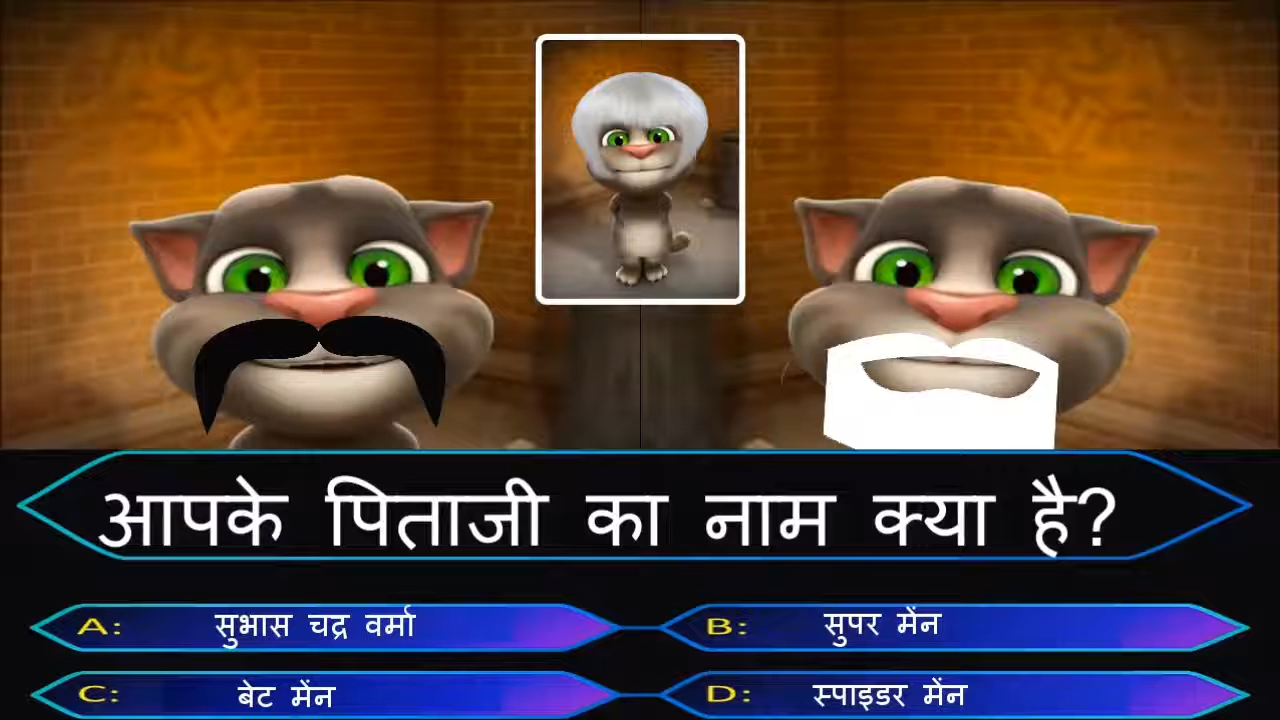 आपके पिताजी का नाम क्या है?
A: सुभास चद्र वर्मा
B: सुपर मेंन
C: बेट मेंन
D: स्पाइडर मेंन